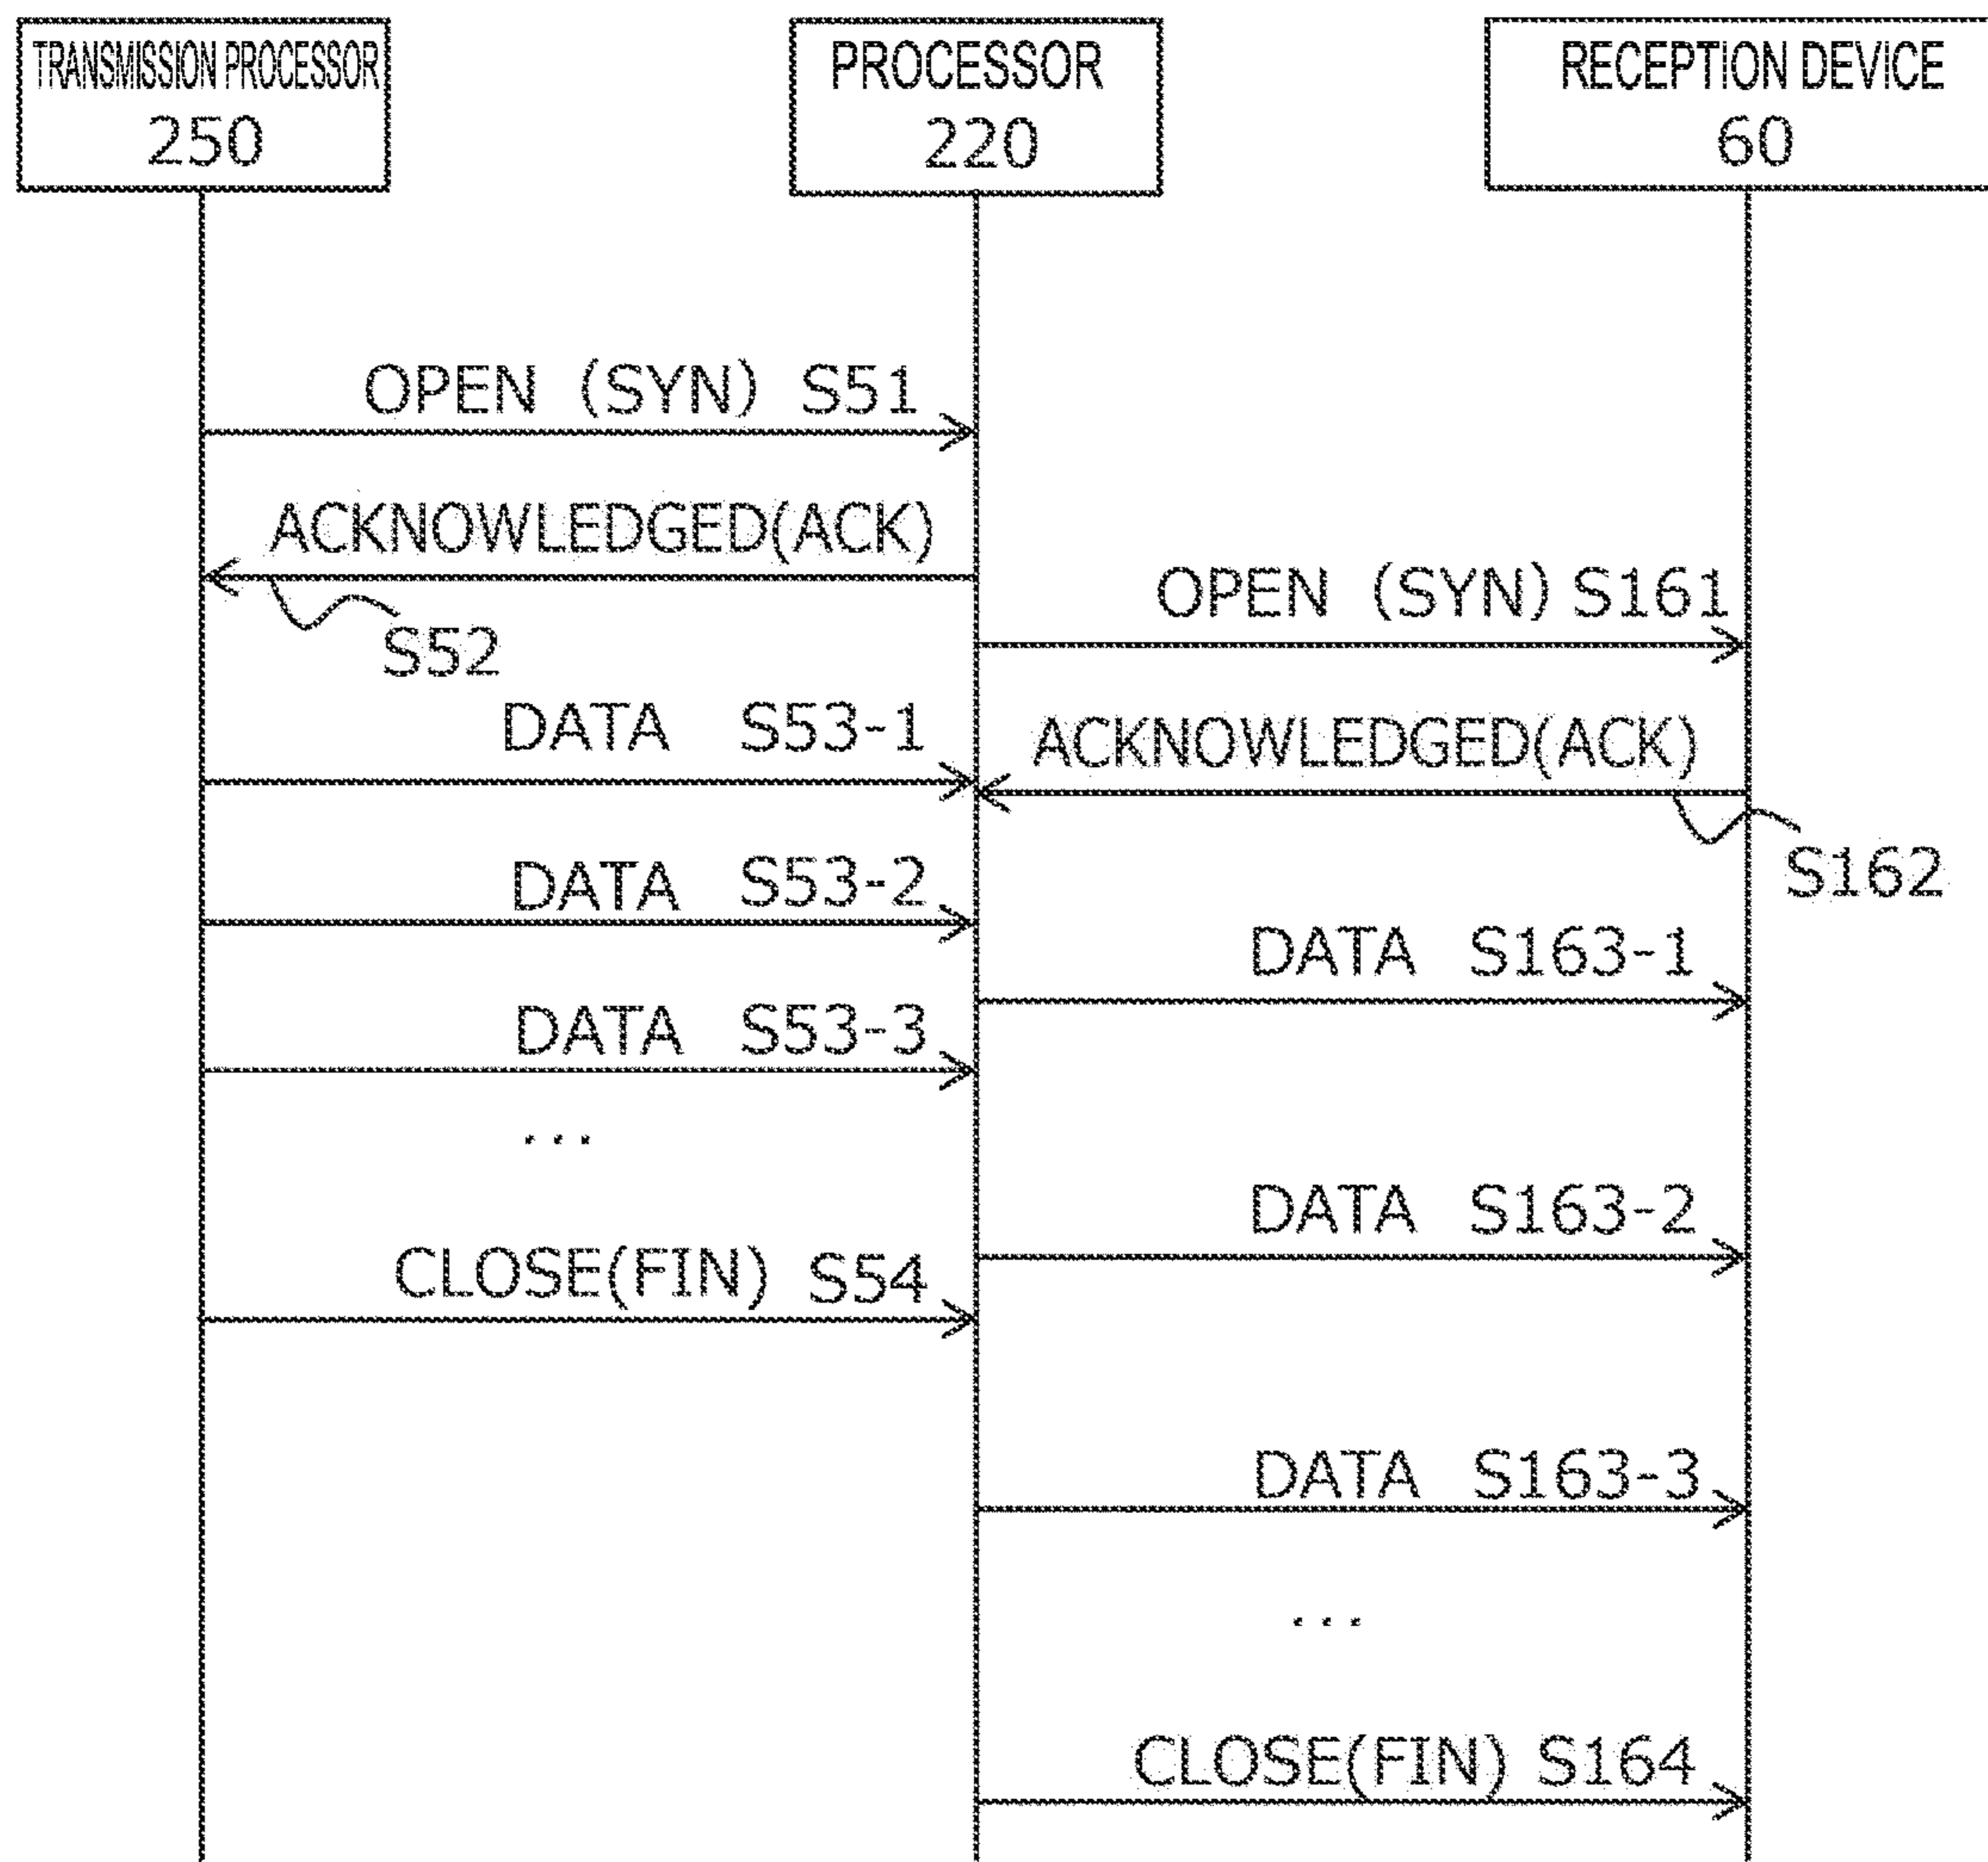 TRANSMISSION PROCESSOR
250
PROCESSOR
220
RECEPTION DEVICE
60
OPEN (SYN) S51
ACKNOWLEDGED(ACK)
S52
OPEN (SYN) S161
DATA S53-1
ACKNOWLEDGED(ACK)
S162
DATA S53-2
DATA S163-1
DATA S53-3
...
DATA S163-2
CLOSE(FIN) S54
DATA S163-3
...
CLOSE(FIN) S164